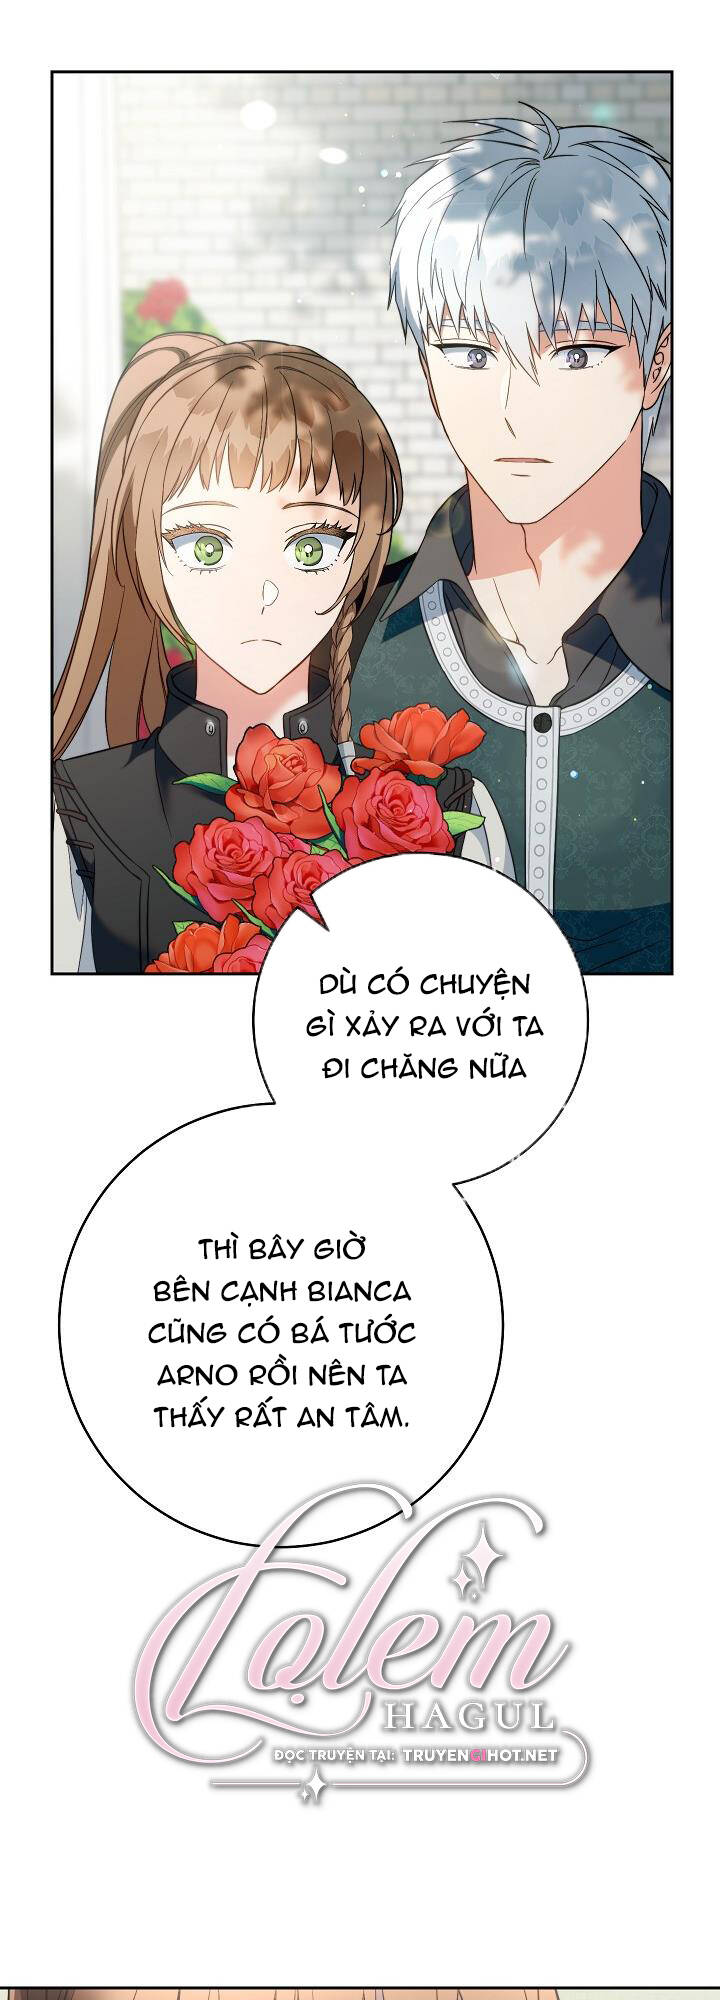 DÙ CÓ CHUYỆN
GÌ XẢY RA VỚI TA
ĐI CHĂNG NỮA
THÌ BÂY GIỜ
BÊN CẠNH BIANCA
CŨNG CÓ BÁ TƯỚC
ARNO RỒI NÊN TA
THẤY RẤT AN TÂM.
Lọlem
HAGUL
ĐỌC TRUYỆN TẠI: TRUYENGIHOT.NET